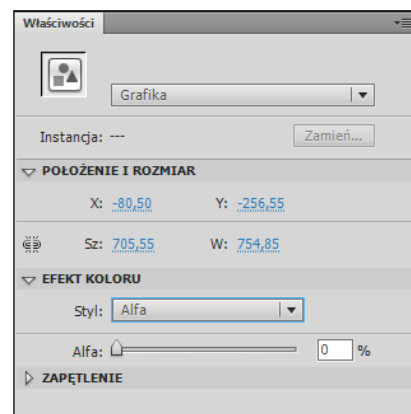 Właściwości
Grafika
Instancja: --- Zamień...
POŁOŻENIE I ROZMIAR
X: -80,50 Y: -256,55
Sz: 705,55 W: 754,85
EFEKT KOLORU
Styl: Alfa
Alfa: 0 %
ZAPĘTLENIE